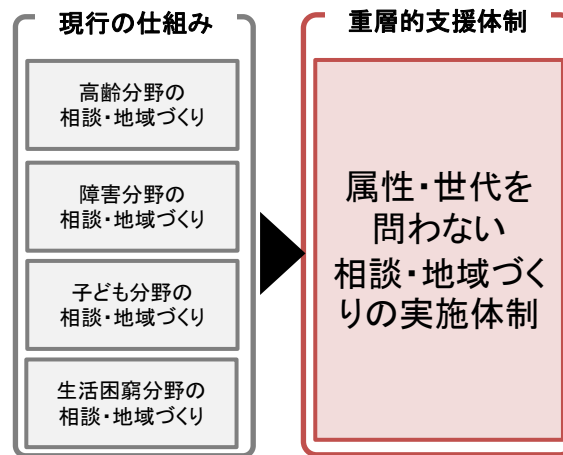 現行の仕組み
高齢分野の
相談・地域づくり
障害分野の
相談・地域づくり
子ども分野の
相談・地域づくり
生活困窮分野の
相談・地域づくり
重層的支援体制
属性・世代を
問わない
相談・地域づく
りの実施体制